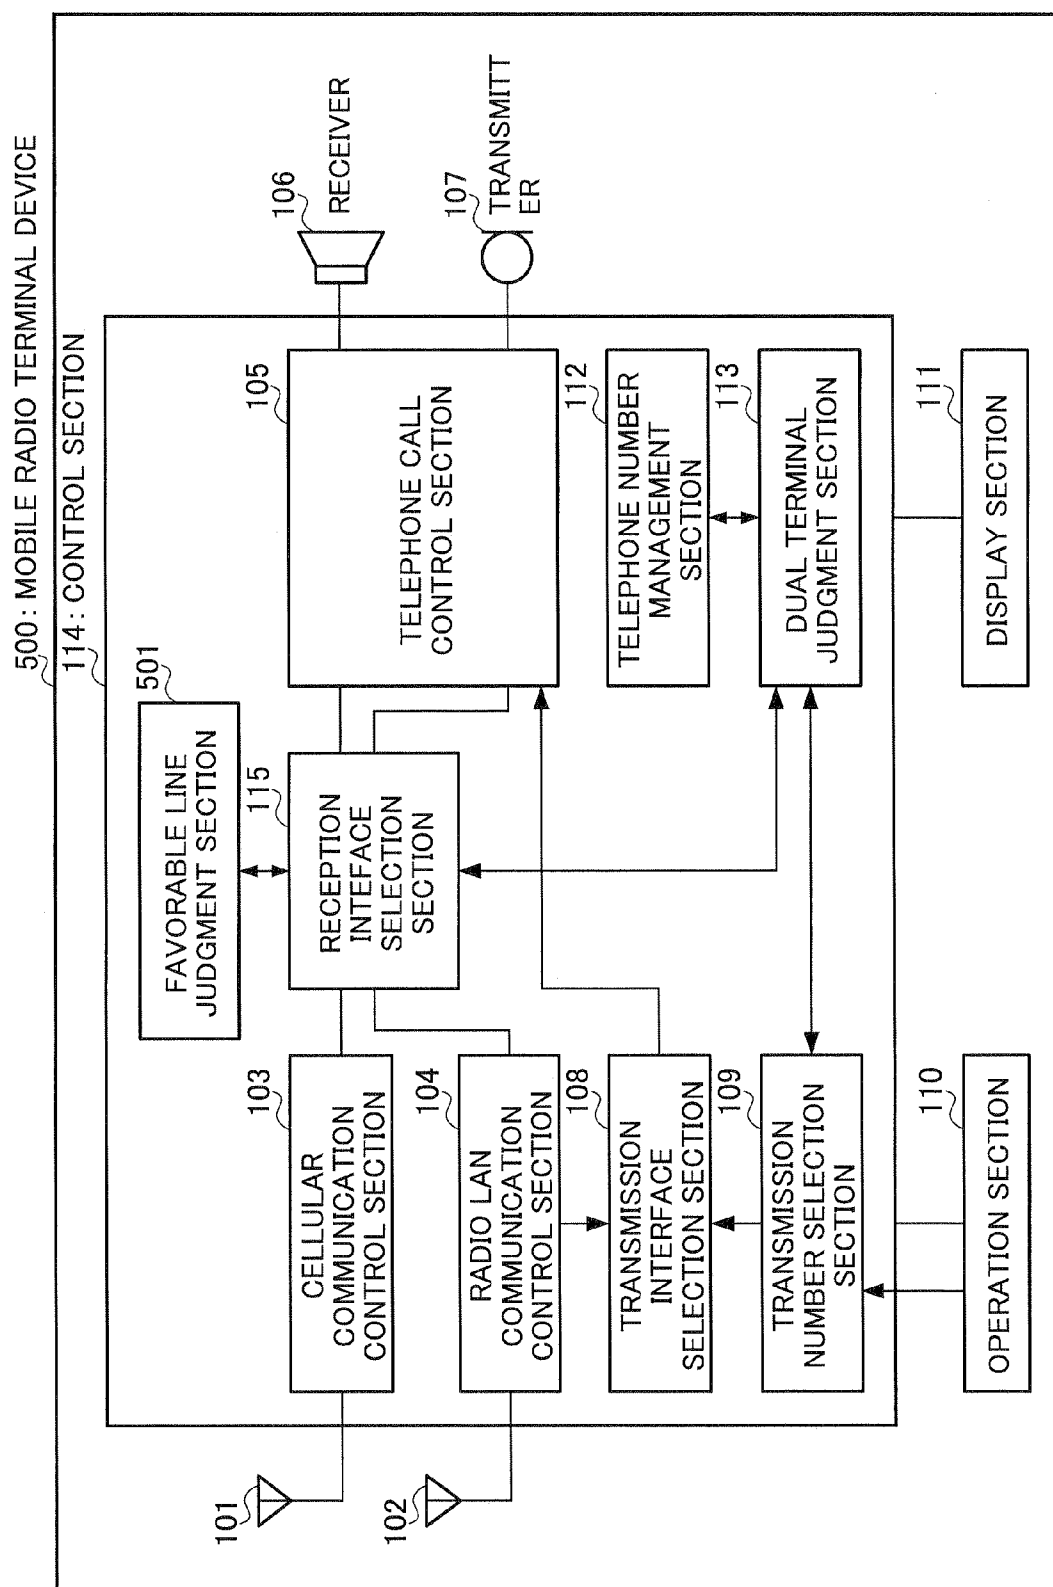 500 : MOBILE RADIO TERMINAL DEVICE
114 : CONTROL SECTION
501
FAVORABLE LINE
JUDGMENT SECTION
101
103
CELLULAR
COMMUNICATION
CONTROL SECTION
115
RECEPTION
INTEFACE
SELECTION
SECTION
105
TELEPHONE CALL
CONTROL SECTION
106
RECEIVER
102
104
RADIO LAN
COMMUNICATION
CONTROL SECTION
107
TRANSMITT
ER
108
TRANSMISSION
INTERFACE
SELECTION SECTION
112
TELEPHONE NUMBER
MANAGEMENT
SECTION
109
TRANSMISSION
NUMBER SELECTION
SECTION
113
DUAL TERMINAL
JUDGMENT SECTION
110
OPERATION SECTION
111
DISPLAY SECTION